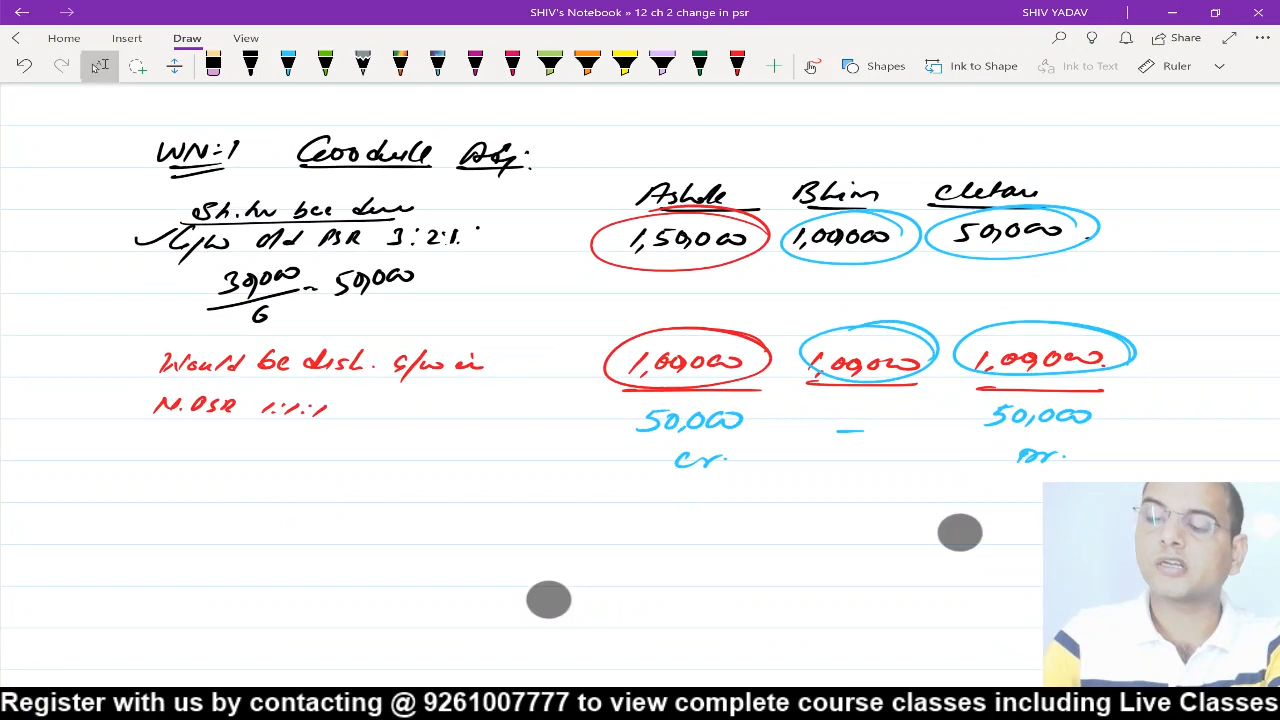 SHIV's Notebook » 12 ch 2 change in psr
SHIV YADAV
Home Insert Draw View
Share
Shapes Ink to Shape Ink to Text Ruler
WN:1 Goodwill Adj:
Ashok Bhim Chetan
Sh. hv bee
G/w Old PSR 3:2:1. 1,50,000 1,00,000 50,000
30,000
= 50,000
6
Would be dist. G/w in 1,00,000 1,00,000 1,00,000
N. PSR 1:1:1
50,000 — 50,000
Cr. Dr.
Register with us by contacting @ 9261007777 to view complete course classes including Live Classes